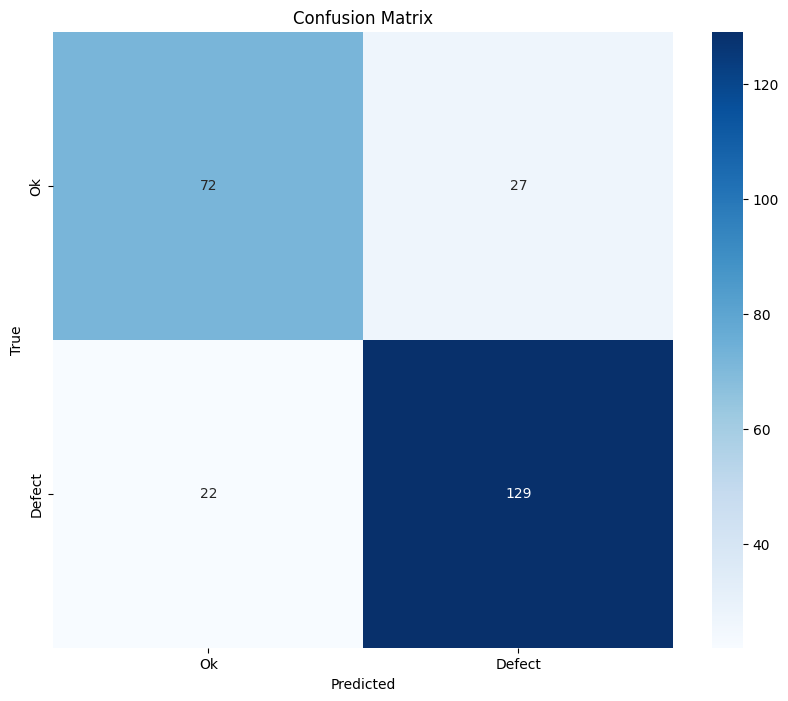 Confusion Matrix
Ok
72
27
True
Defect
22
129
Ok
Defect
Predicted
120
100
80
60
40